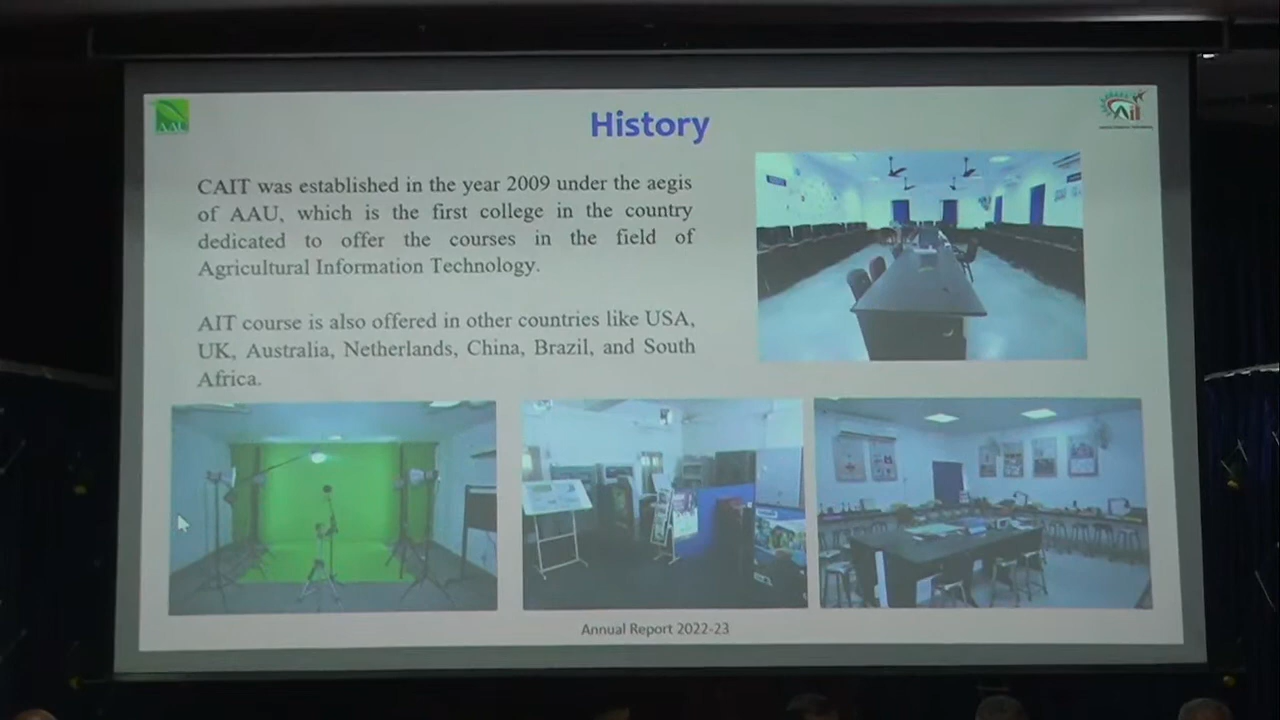 AAU
AiT
History
CAIT was established in the year 2009 under the aegis
of AAU, which is the first college in the country
dedicated to offer the courses in the field of
Agricultural Information Technology.
AIT course is also offered in other countries like USA,
UK, Australia, Netherlands, China, Brazil, and South
Africa.
Annual Report 2022-23